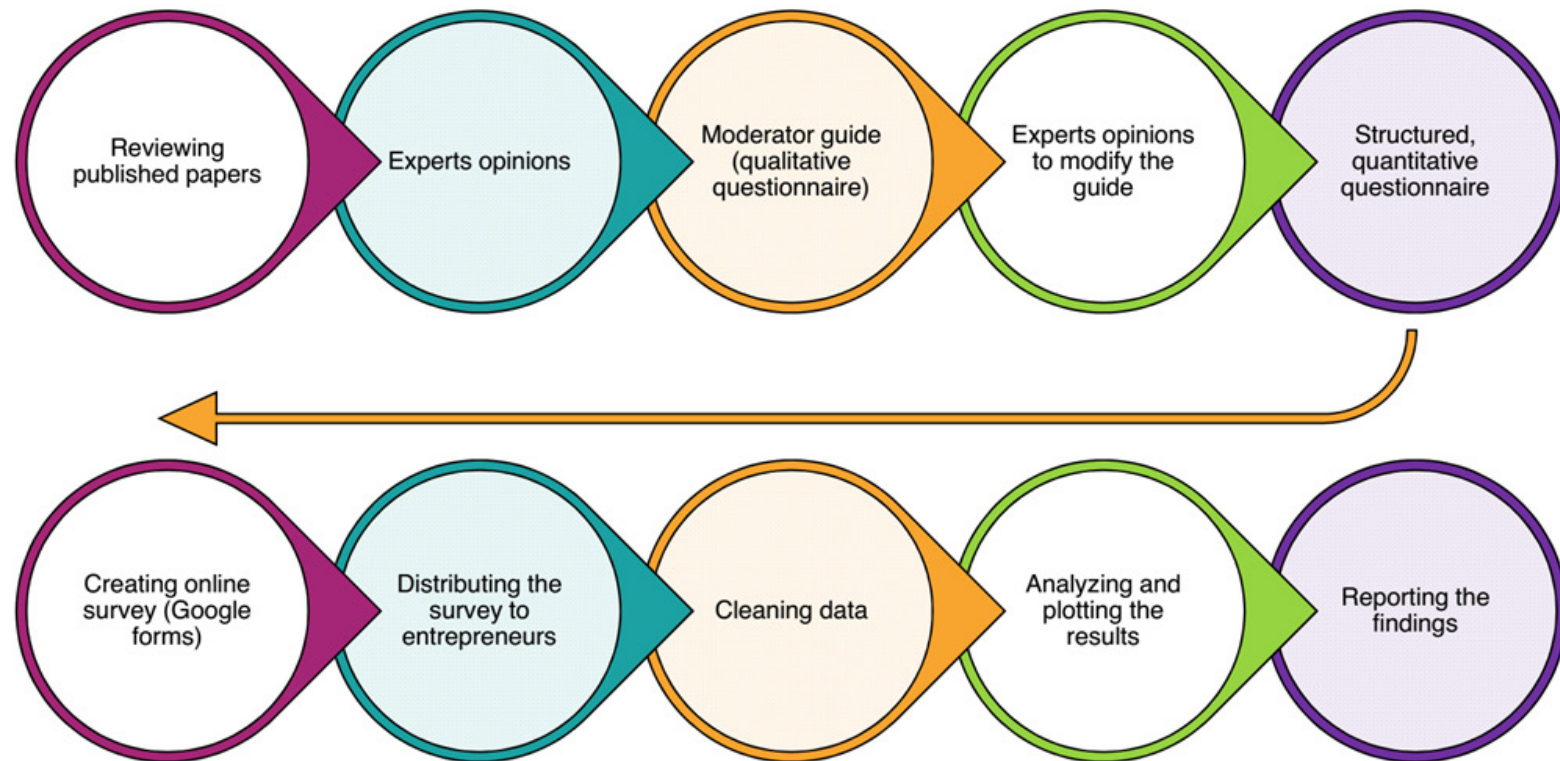 Reviewing
published papers
Experts opinions
Moderator guide
(qualitative
questionnaire)
Experts opinions
to modify the
guide
Structured,
quantitative
questionnaire
Creating online
survey (Google
forms)
Distributing the
survey to
entrepreneurs
Cleaning data
Analyzing and
plotting the
results
Reporting the
findings